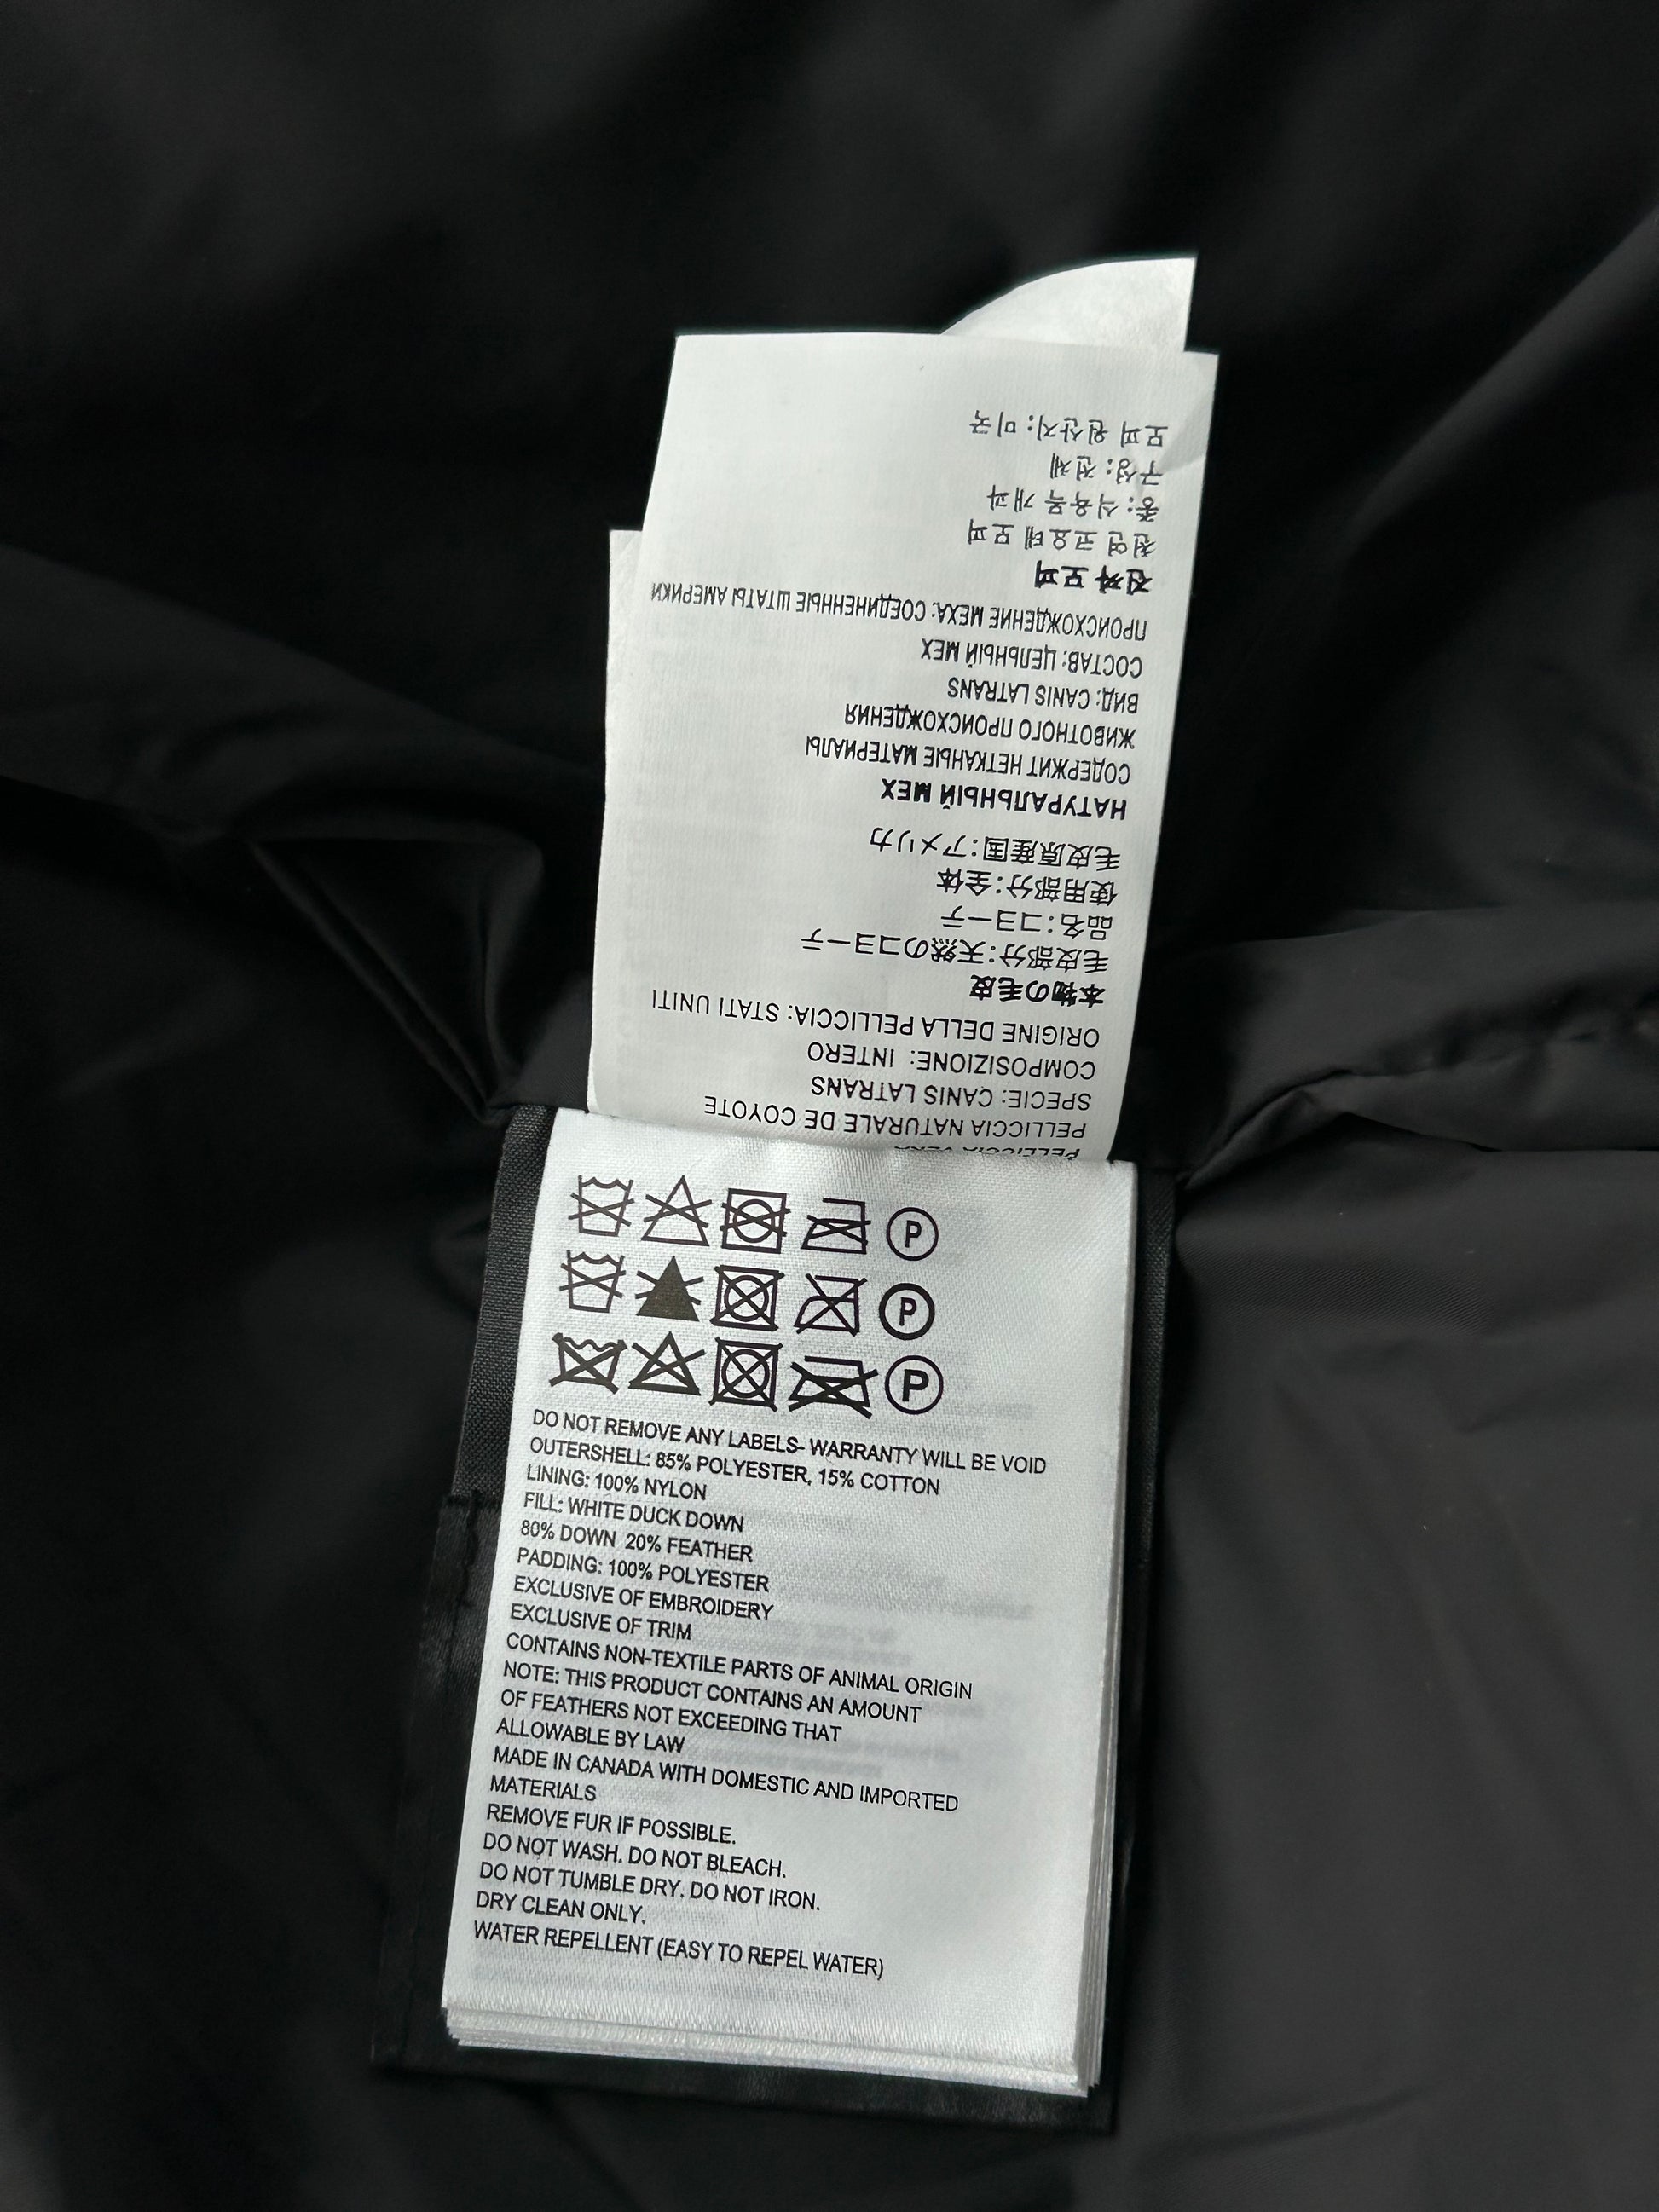 PELLICCIA VERA
PELLICCIA NATURALE DE COYOTE
SPECIE: CANIS LATRANS
COMPOSIZIONE: INTERO
ORIGINE DELLA PELLICCIA: STATI UNITI
本物の毛皮
毛皮部分:天然のコヨーテ
品名:コヨーテ
使用部分:全体
毛皮原産国:アメリカ
НАТУРАЛЬНЫЙ МЕХ
СОДЕРЖИТ НЕТКАНЫЕ МАТЕРИАЛЫ
ЖИВОТНОГО ПРОИСХОЖДЕНИЯ
ВИД: CANIS LATRANS
СОСТАВ: ЦЕЛЬНЫЙ МЕХ
ПРОИСХОЖДЕНИЕ МЕХА: СОЕДИНЕННЫЕ ШТАТЫ АМЕРИКИ
진짜 모피
천연 코요테 모피
종: 식육목 개과
구성: 전체
모피 원산지: 미국
P
P
P
DO NOT REMOVE ANY LABELS- WARRANTY WILL BE VOID
OUTERSHELL: 85% POLYESTER, 15% COTTON
LINING: 100% NYLON
FILL: WHITE DUCK DOWN
80% DOWN 20% FEATHER
PADDING: 100% POLYESTER
EXCLUSIVE OF EMBROIDERY
EXCLUSIVE OF TRIM
CONTAINS NON-TEXTILE PARTS OF ANIMAL ORIGIN
NOTE: THIS PRODUCT CONTAINS AN AMOUNT
OF FEATHERS NOT EXCEEDING THAT
ALLOWABLE BY LAW
MADE IN CANADA WITH DOMESTIC AND IMPORTED
MATERIALS
REMOVE FUR IF POSSIBLE.
DO NOT WASH. DO NOT BLEACH.
DO NOT TUMBLE DRY. DO NOT IRON.
DRY CLEAN ONLY.
WATER REPELLENT (EASY TO REPEL WATER)